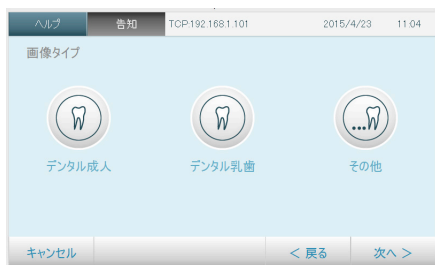 ヘルプ 告知 TCP:192.168.1.101 2015/4/23 11:04
画像タイプ
デンタル成人 デンタル乳歯 その他
キャンセル < 戻る 次へ >